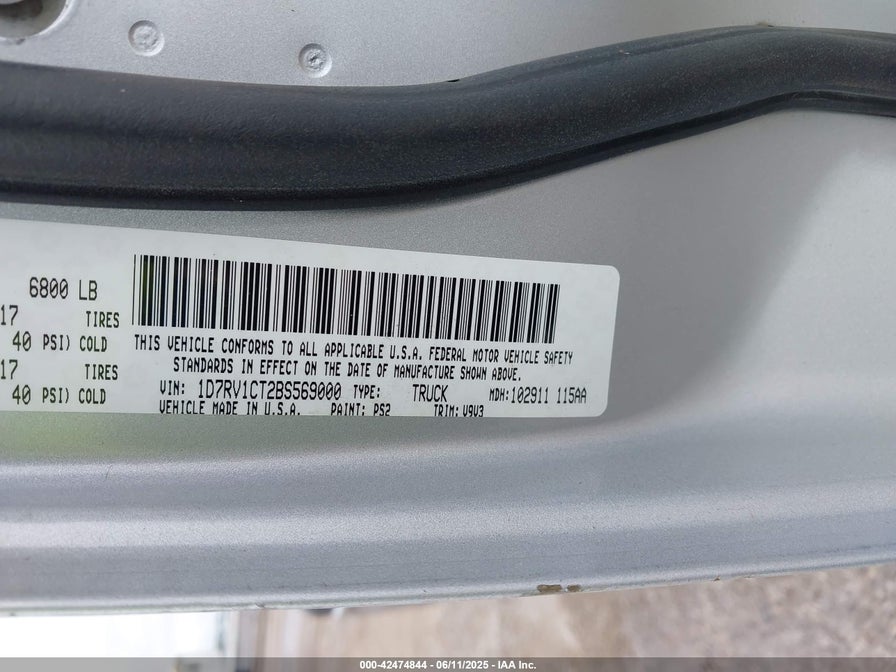 6800 LB
17 TIRES
40 PSI) COLD
17 TIRES
40 PSI) COLD
THIS VEHICLE CONFORMS TO ALL APPLICABLE U.S.A. FEDERAL MOTOR VEHICLE SAFETY
STANDARDS IN EFFECT ON THE DATE OF MANUFACTURE SHOWN ABOVE.
VIN: 1D7RV1CT2BS569000 TYPE: TRUCK MDH:102911 115AA
VEHICLE MADE IN U.S.A. PAINT: PS2 TRIM: V9V3
000-42474844 - 06/11/2025 - IAA Inc.